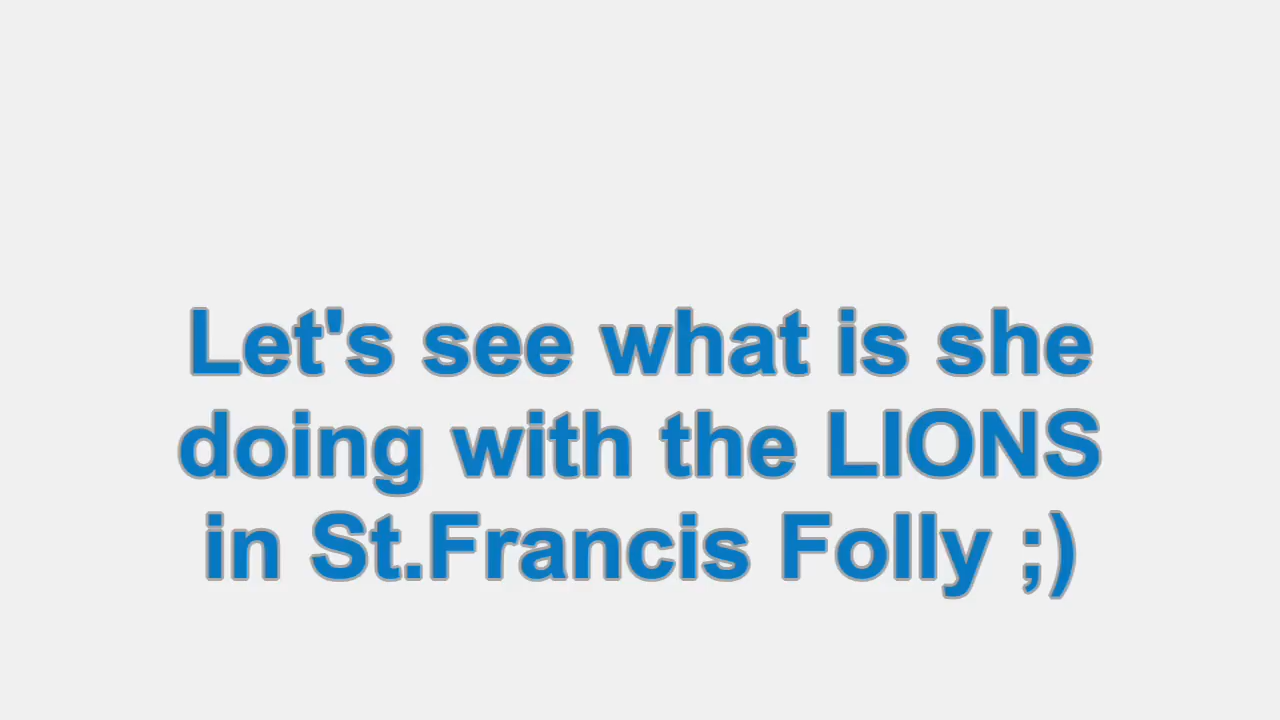 Let's see what is she
doing with the LIONS
in St.Francis Folly ;)